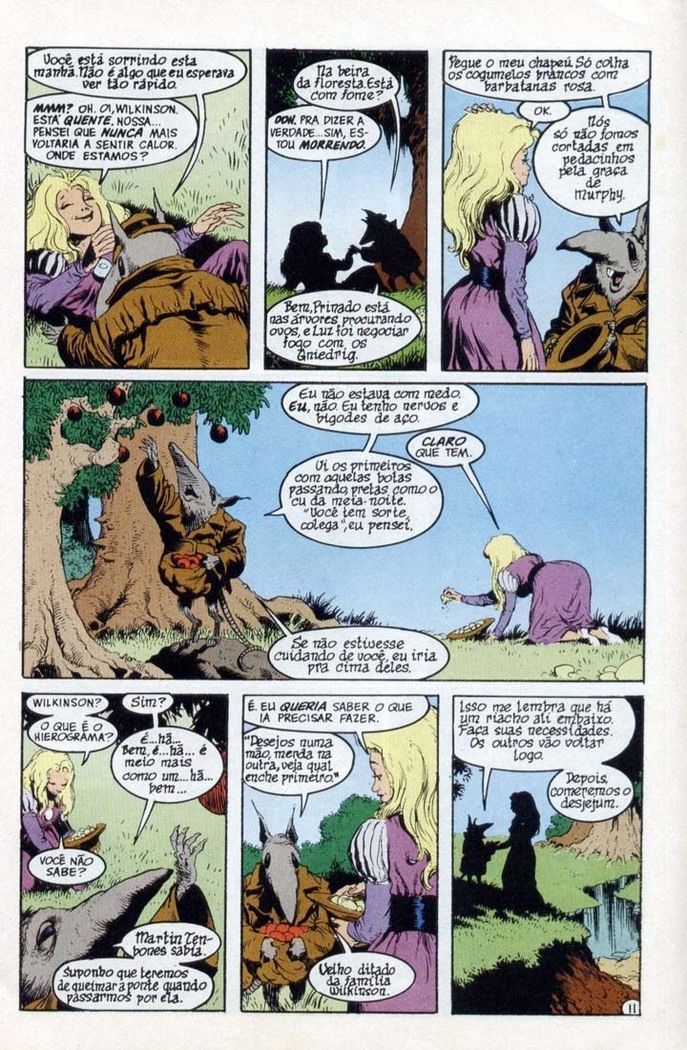 Você está sorrindo esta
manhã. Não é algo que eu esperava
ver tão rápido.
MMM? OH. OI, WILKINSON.
ESTÁ QUENTE. NOSSA...
PENSEI QUE NUNCA MAIS
VOLTARIA A SENTIR CALOR.
ONDE ESTAMOS?
Na beira
da floresta. Está
com fome?
OOH. PRA DIZER A
VERDADE... SIM, ES-
TOU MORRENDO.
Bem, Prinado está
nas árvores, procurando
ovos, e Luz foi negociar
fogo com os
Qniedrig.
Pegue o meu chapéu. Só colha
os cogumelos brancos com
barbatanas rosa.
OK.
Nós
só não fomos
cortadas em
pedacinhos
pela graça
de
Murphy.
Eu não estava com medo.
Eu, não. Eu tenho nervos e
bigodes de aço.
CLARO
QUE TEM.
Vi os primeiros
com aquelas botas
passando, pretas como o
cu da meia-noite.
"Você tem sorte,
colega", eu pensei.
Se não estivesse
cuidando de você, eu iria
pra cima deles.
WILKINSON?
Sim?
O QUE É O
HIEROGRAMA?
É...hã...
Bem, é...hã... é
meio mais
como um...hã...
bem...
VOCÊ NÃO
SABE?
Martin Ten-
bones sabia.
Suponho que teremos
de queimar a ponte quando
passarmos por ela.
É. EU QUERIA SABER O QUE
IA PRECISAR FAZER.
"Desejos numa
mão, merda na
outra, veja qual
enche primeiro."
Velho ditado
da família
Wilkinson.
Isso me lembra que há
um riacho ali embaixo.
Faça suas necessidades.
Os outros vão voltar
logo.
Depois,
comeremos o
desjejum.
11